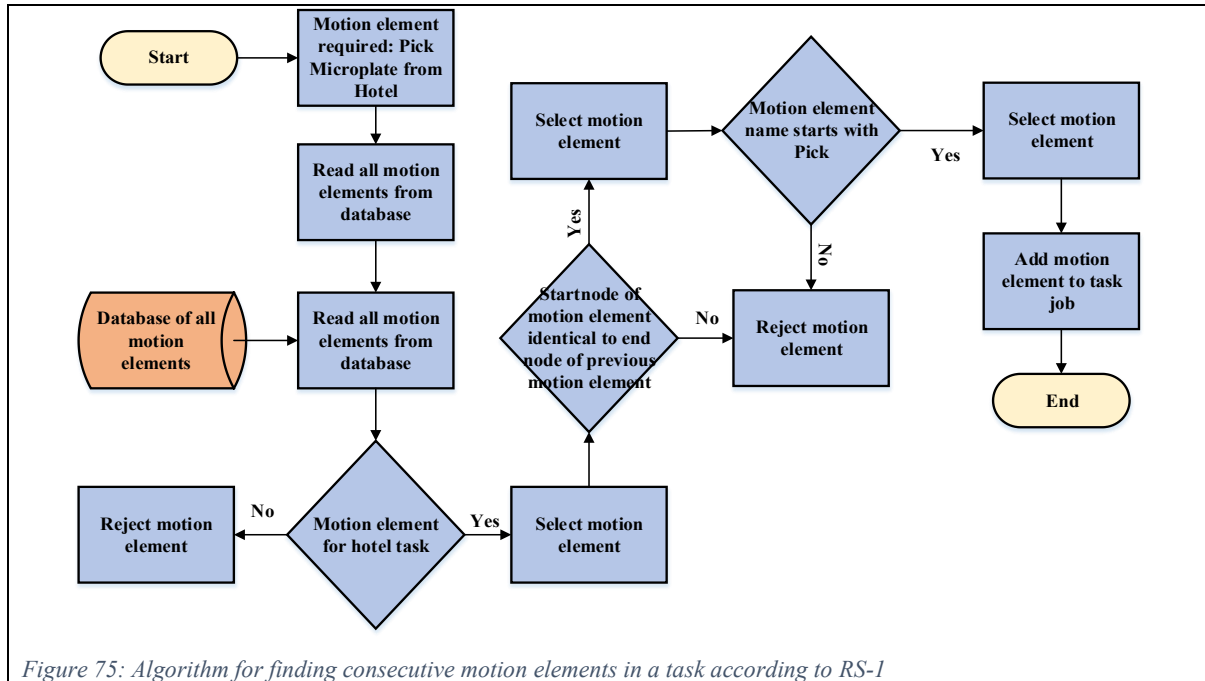 Start
Motion element
required: Pick
Microplate from
Hotel
Read all motion
elements from
database
Database of all
motion
elements
Read all motion
elements from
database
Motion element
for hotel task
No
Reject motion
element
Yes
Select motion
element
Startnode of
motion element
identical to end
node of previous
motion element
Yes
No
Select motion
element
Motion element
name starts with
Pick
No
Reject motion
element
Yes
Select motion
element
Add motion
element to task
job
End
Figure 75: Algorithm for finding consecutive motion elements in a task according to RS-1